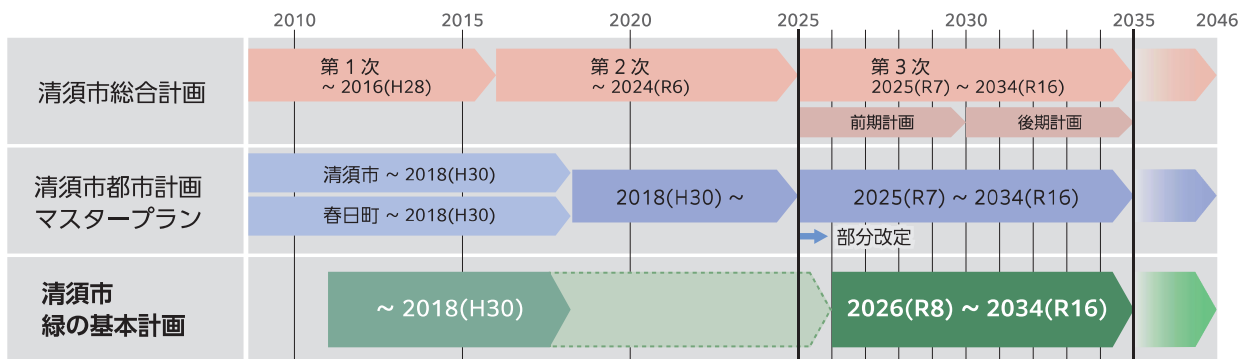 2010 2015 2020 2025 2030 2035 2046
清須市総合計画
第1次
~ 2016(H28)
第2次
~ 2024(R6)
第3次
2025(R7) ~ 2034(R16)
前期計画
後期計画
清須市都市計画
マスタープラン
清須市 ~ 2018(H30)
春日町 ~ 2018(H30)
2018(H30) ~
2025(R7) ~ 2034(R16)
部分改定
清須市
緑の基本計画
~ 2018(H30)
2026(R8) ~ 2034(R16)